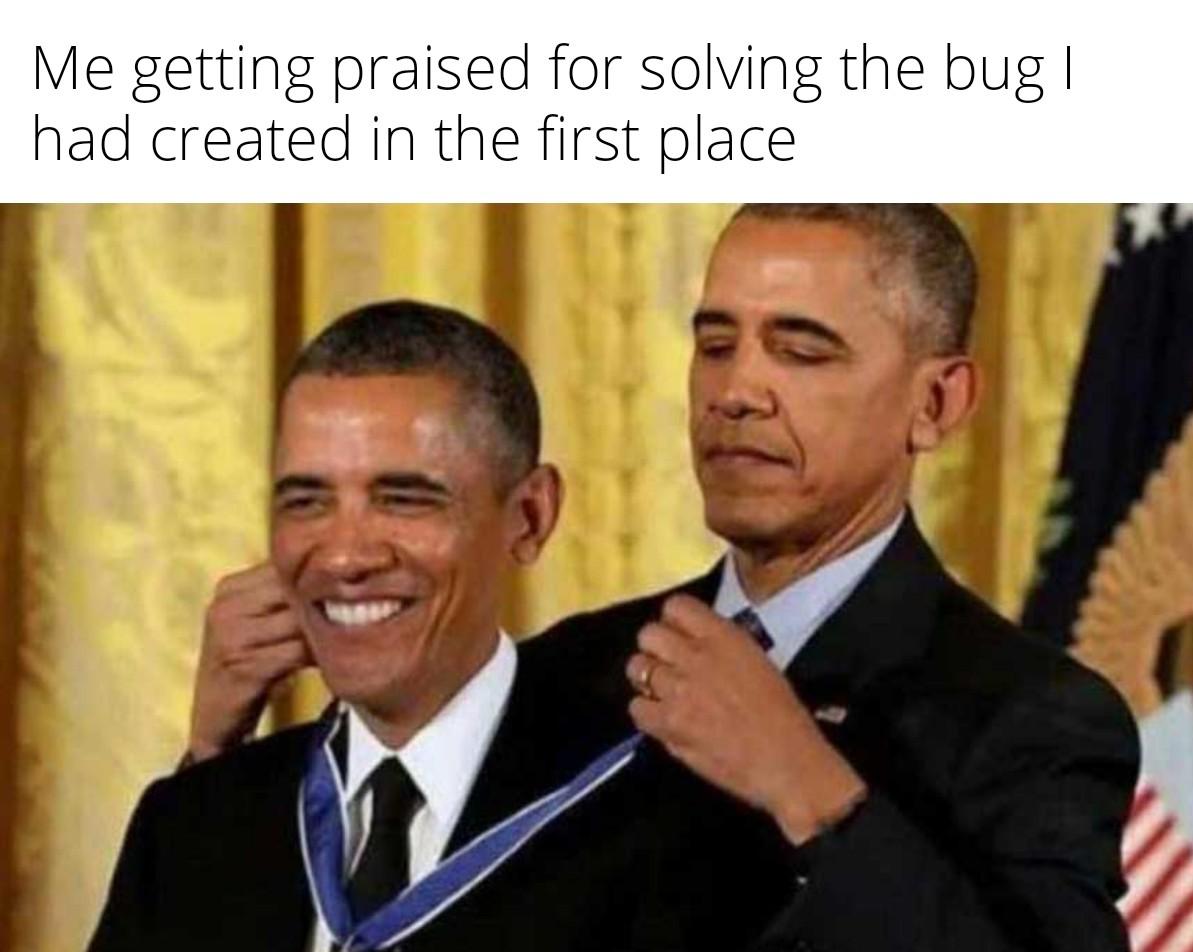 Me getting praised for solving the bug I
had created in the first place